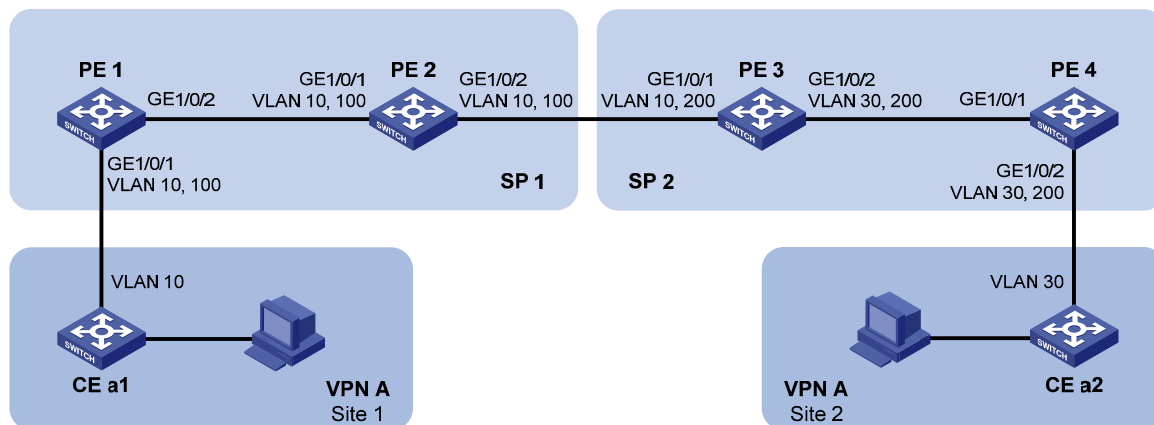 PE 1
GE1/0/2
SWITCH
GE1/0/1
VLAN 10, 100
GE1/0/1
VLAN 10, 100
PE 2
SWITCH
GE1/0/2
VLAN 10, 100
SP 1
GE1/0/1
VLAN 10, 200
PE 3
SWITCH
GE1/0/2
VLAN 30, 200
SP 2
PE 4
GE1/0/1
SWITCH
GE1/0/2
VLAN 30, 200
VLAN 10
SWITCH
CE a1
VPN A
Site 1
VLAN 30
SWITCH
CE a2
VPN A
Site 2